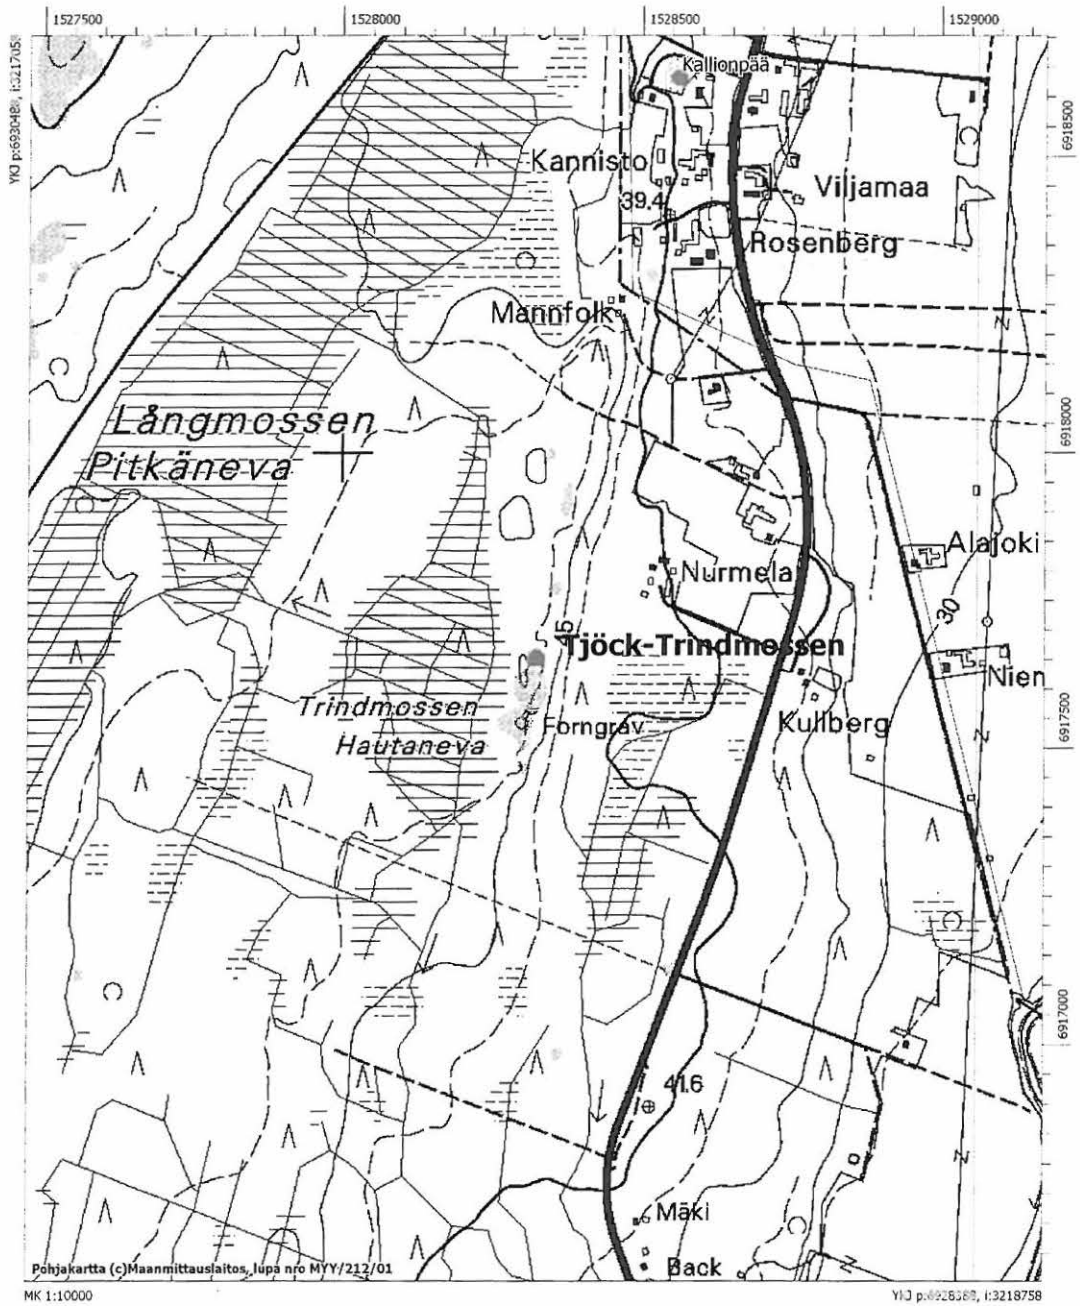 1527500
1528000
1528500
1529000
Kallionpää
6918500
Kannisto
Viljamaa
39.4
Rosenberg
Mannfolk
Långmossen
Pitkäneva
6918000
Alajoki
Nurmela
30
45
Tjöck-Trindmossen
Nien
Trindmossen
Forngrav
Kullberg
Hautaneva
6917500
6917000
41.6
Mäki
Back
Pohjakartta (c)Maanmittauslaitos, lupa nro MYY/212/01
MK 1:10000